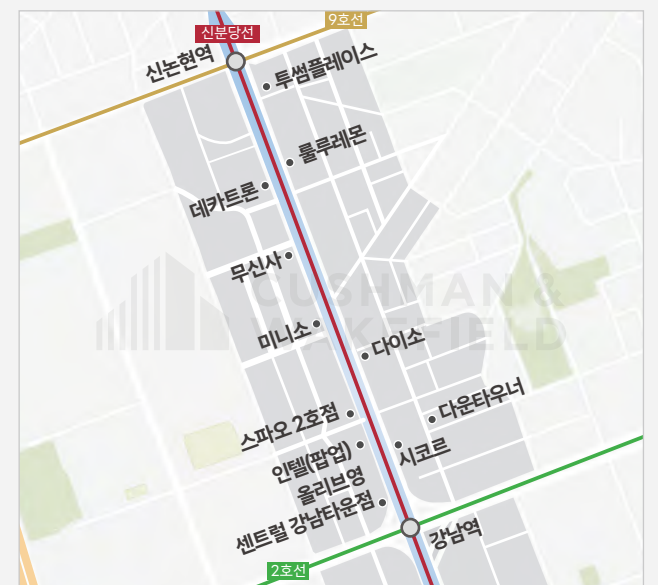 9호선
신분당선
신논현역
투썸플레이스
룰루레몬
데카트론
무신사
CUSHMAN &
WAKEFIELD
미니소
다이소
다운타우너
스파오 2호점
시코르
인텔(팝업)
올리브영
센트럴 강남타운점
강남역
2호선